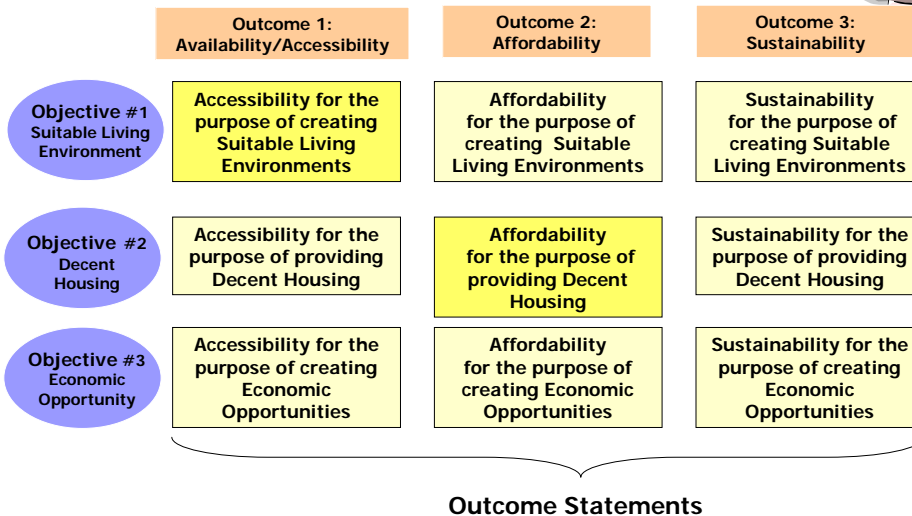 Outcome 1:
Availability/Accessibility
Outcome 2:
Affordability
Outcome 3:
Sustainability
Objective #1
Suitable Living
Environment
Accessibility for the
purpose of creating
Suitable Living
Environments
Affordability
for the purpose of
creating Suitable
Living Environments
Sustainability
for the purpose of
creating Suitable
Living Environments
Objective #2
Decent
Housing
Accessibility for the
purpose of providing
Decent Housing
Affordability
for the purpose of
providing Decent
Housing
Sustainability for the
purpose of providing
Decent Housing
Objective #3
Economic
Opportunity
Accessibility for the
purpose of creating
Economic
Opportunities
Affordability
for the purpose of
creating Economic
Opportunities
Sustainability for the
purpose of creating
Economic
Opportunities
Outcome Statements